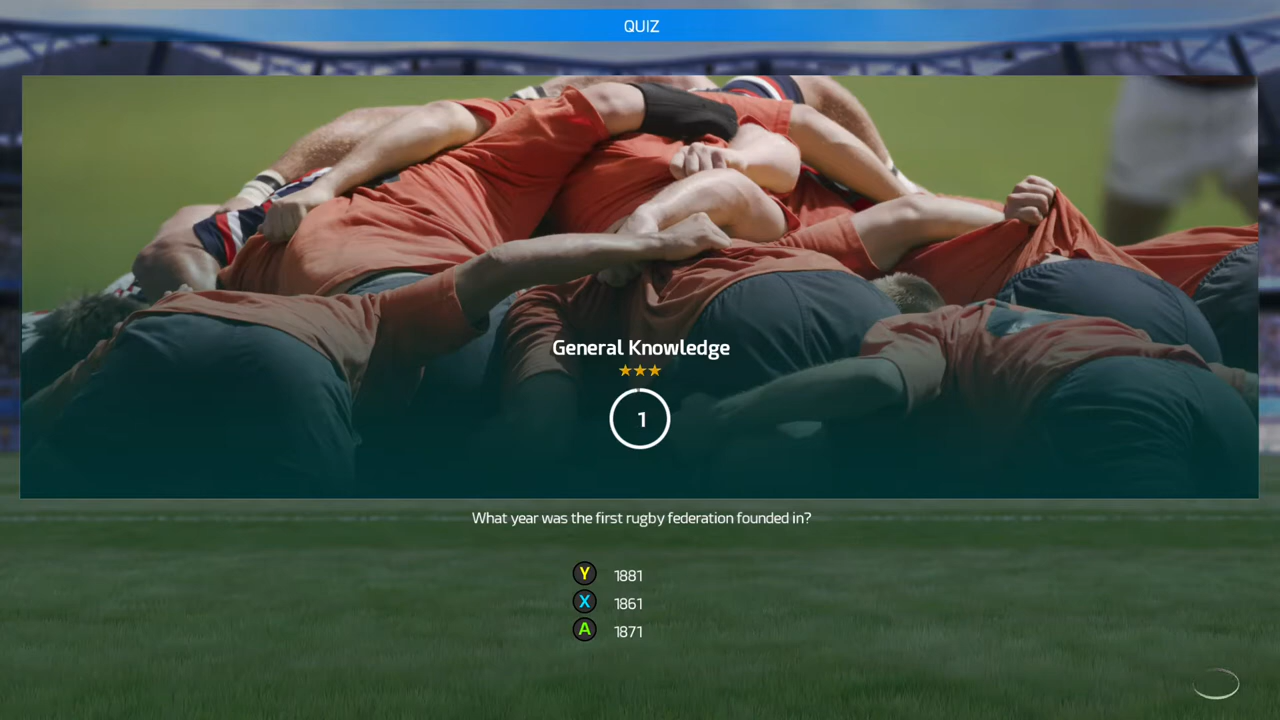 QUIZ
General Knowledge
1
What year was the first rugby federation founded in?
Y 1881
X 1861
A 1871